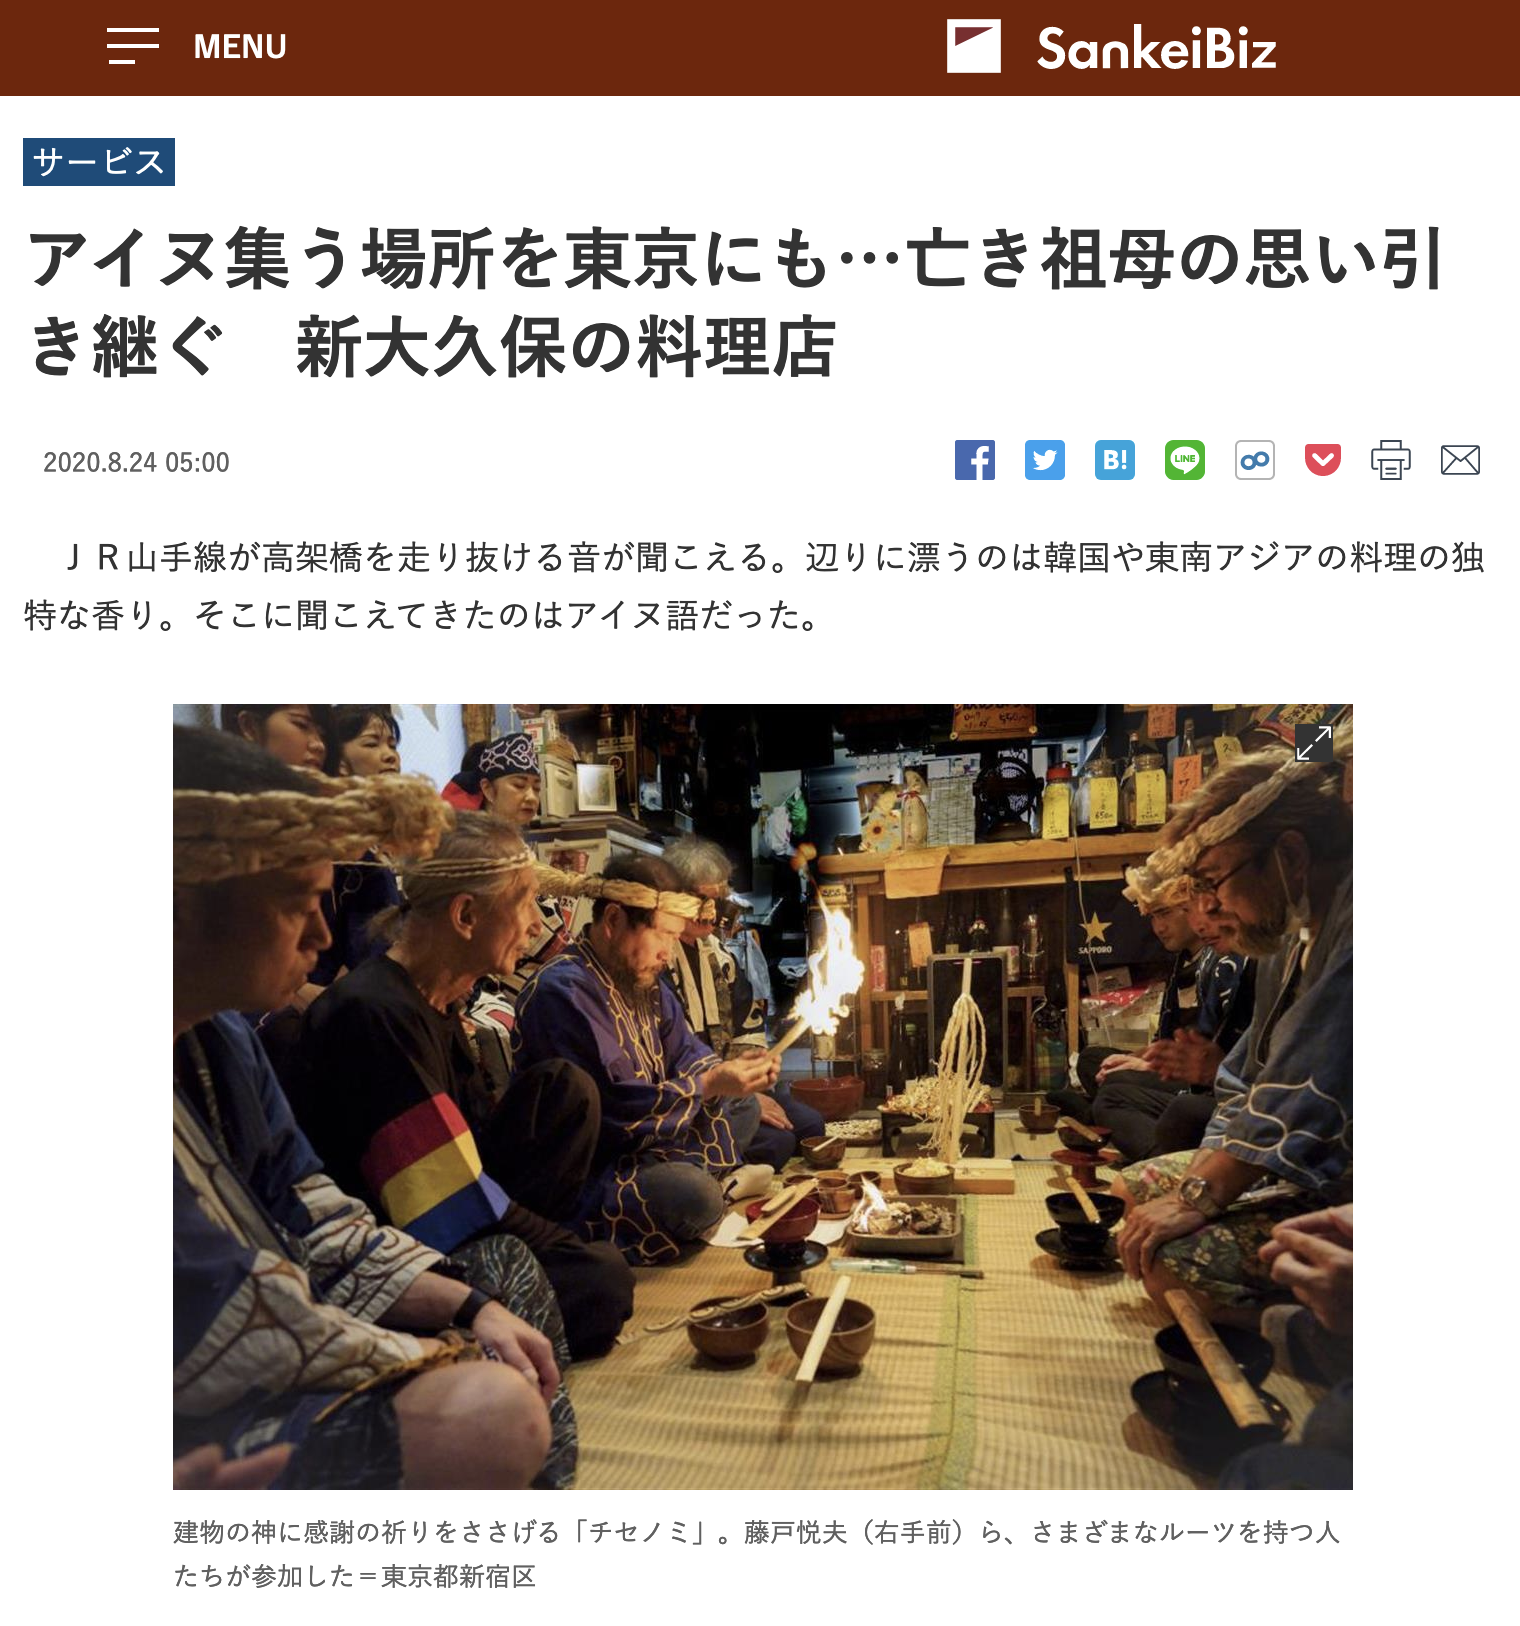 MENU
SankeiBiz
サービス
アイヌ集う場所を東京にも…亡き祖母の思い引
き継ぐ　新大久保の料理店
2020.8.24 05:00
B!
LINE
　ＪＲ山手線が高架橋を走り抜ける音が聞こえる。辺りに漂うのは韓国や東南アジアの料理の独
特な香り。そこに聞こえてきたのはアイヌ語だった。
SAPPORO
建物の神に感謝の祈りをささげる「チセノミ」。藤戸悦夫（右手前）ら、さまざまなルーツを持つ人
たちが参加した＝東京都新宿区